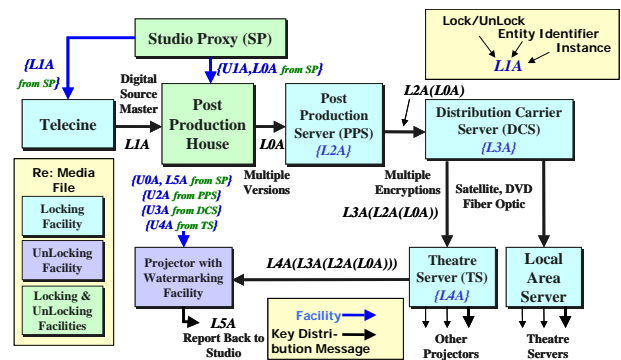 Studio Proxy (SP)
Lock/UnLock
Entity Identifier
Instance
L1A
{L1A
from SP}
Digital
Source
Master
{U1A,L0A from SP}
Telecine
L1A
Post
Production
House
L0A
Post
Production
Server (PPS)
{L2A}
L2A(L0A)
Distribution Carrier
Server (DCS)
{L3A}
Multiple
Versions
Multiple
Encryptions
Satellite, DVD
Fiber Optic
L3A(L2A(L0A))
Re: Media
File
Locking
Facility
UnLocking
Facility
Locking &
UnLocking
Facilities
{U0A, L5A from SP}
{U2A from PPS}
{U3A from DCS}
{U4A from TS}
Projector with
Watermarking
Facility
L4A(L3A(L2A(L0A)))
Theatre
Server (TS)
{L4A}
Local
Area
Server
L5A
Report Back to
Studio
Facility
Key Distri-
bution Message
Other
Projectors
Theatre
Servers